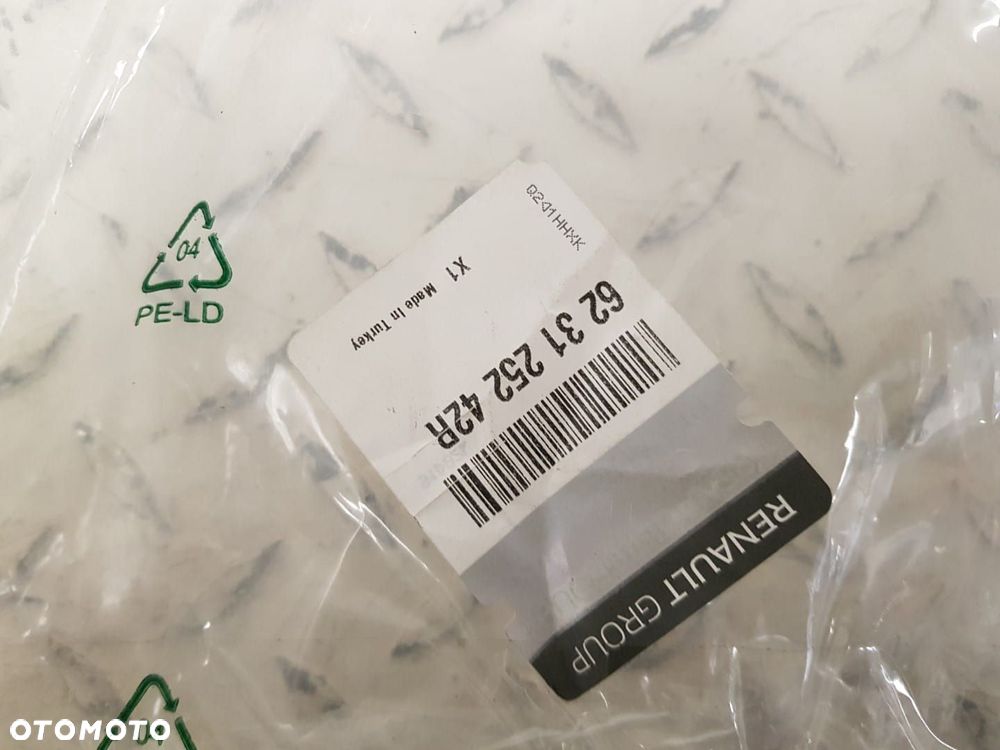 04
PE-LD
Q241HHXK
62 31 252 42R
X1 Made In Turkey
RENAULT GROUP
OTOMOTO